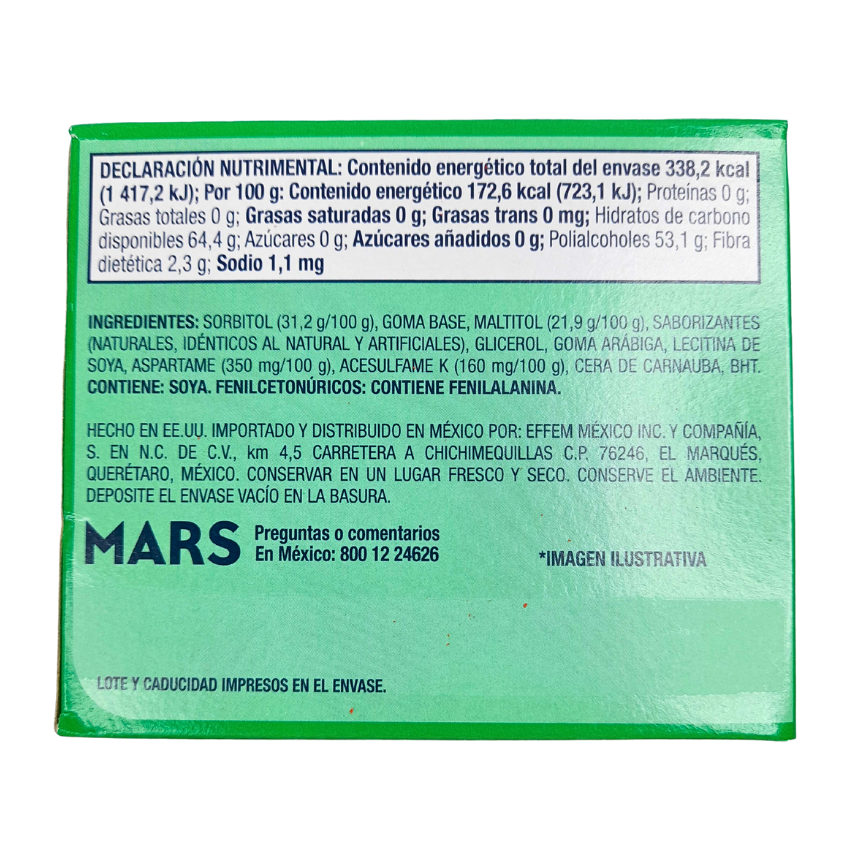 DECLARACIÓN NUTRIMENTAL: Contenido energético total del envase 338,2 kcal
(1 417,2 kJ); Por 100 g: Contenido energético 172,6 kcal (723,1 kJ); Proteínas 0 g;
Grasas totales 0 g; Grasas saturadas 0 g; Grasas trans 0 mg; Hidratos de carbono
disponibles 64,4 g; Azúcares 0 g; Azúcares añadidos 0 g; Polialcoholes 53,1 g; Fibra
dietética 2,3 g; Sodio 1,1 mg
INGREDIENTES: SORBITOL (31,2 g/100 g), GOMA BASE, MALTITOL (21,9 g/100 g), SABORIZANTES
(NATURALES, IDÉNTICOS AL NATURAL Y ARTIFICIALES), GLICEROL, GOMA ARÁBIGA, LECITINA DE
SOYA, ASPARTAME (350 mg/100 g), ACESULFAME K (160 mg/100 g), CERA DE CARNAUBA, BHT.
CONTIENE: SOYA. FENILCETONÚRICOS: CONTIENE FENILALANINA.
HECHO EN EE.UU. IMPORTADO Y DISTRIBUIDO EN MÉXICO POR: EFFEM MÉXICO INC. Y COMPAÑÍA,
S. EN N.C. DE C.V., km 4,5 CARRETERA A CHICHIMEQUILLAS C.P. 76246, EL MARQUÉS,
QUERÉTARO, MÉXICO. CONSERVAR EN UN LUGAR FRESCO Y SECO. CONSERVE EL AMBIENTE.
DEPOSITE EL ENVASE VACÍO EN LA BASURA.
MARS Preguntas o comentarios
En México: 800 12 24626
*IMAGEN ILUSTRATIVA
LOTE Y CADUCIDAD IMPRESOS EN EL ENVASE.